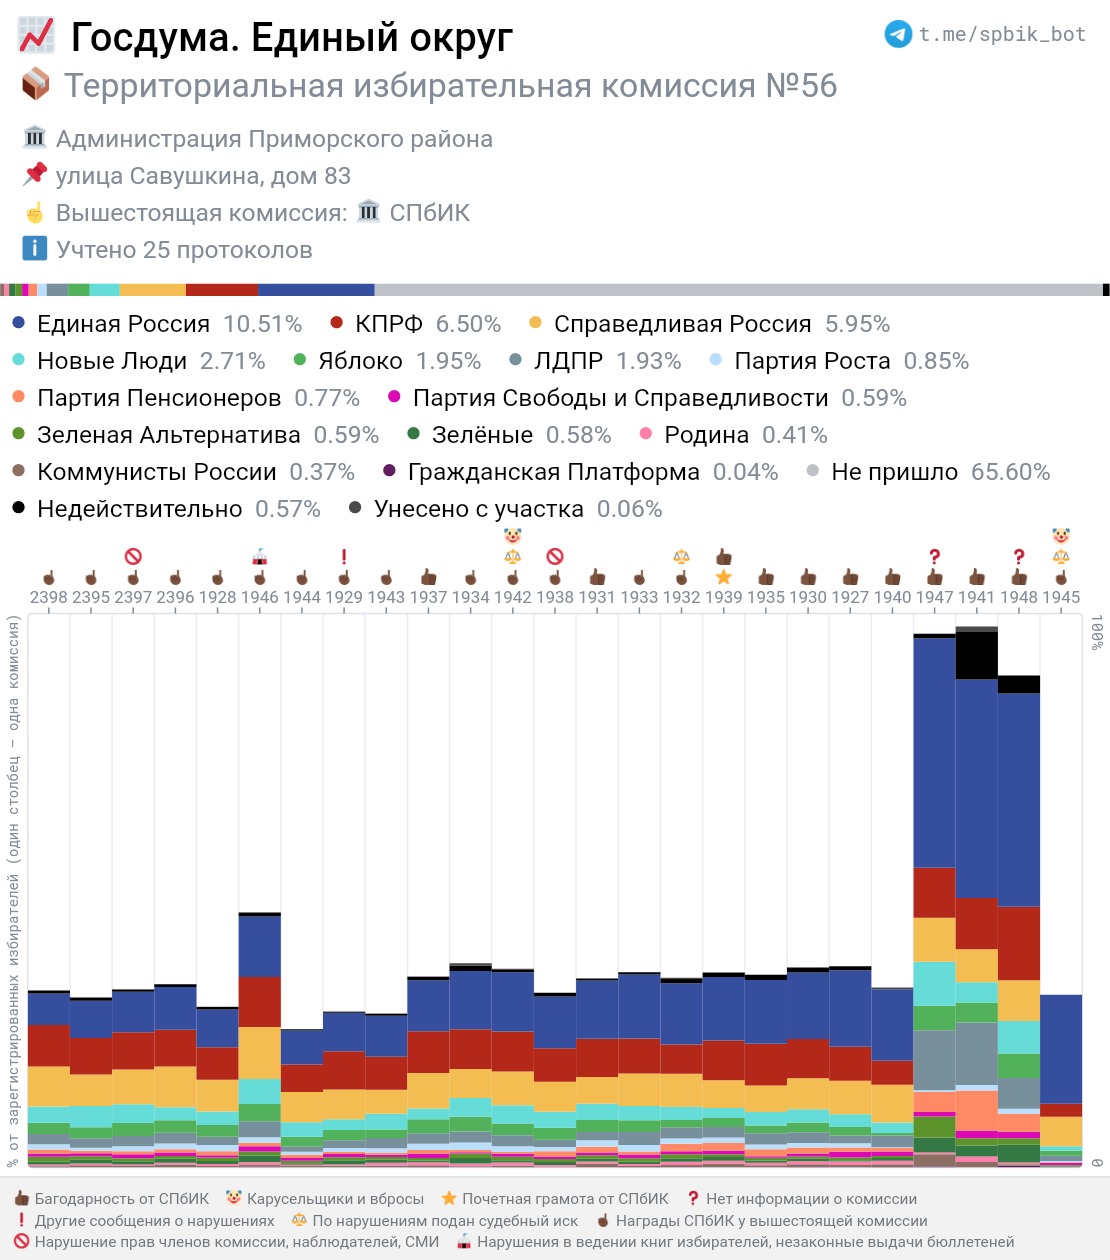 Госдума. Единый округ
t.me/spbik_bot
Территориальная избирательная комиссия №56
Администрация Приморского района
улица Савушкина, дом 83
Вышестоящая комиссия: СПбИК
Учтено 25 протоколов
Единая Россия 10.51% КПРФ 6.50% Справедливая Россия 5.95%
Новые Люди 2.71% Яблоко 1.95% ЛДПР 1.93% Партия Роста 0.85%
Партия Пенсионеров 0.77% Партия Свободы и Справедливости 0.59%
Зеленая Альтернатива 0.59% Зелёные 0.58% Родина 0.41%
Коммунисты России 0.37% Гражданская Платформа 0.04% Не пришло 65.60%
Недействительно 0.57% Унесено с участка 0.06%
2398 2395 2397 2396 1928 1946 1944 1929 1943 1937 1934 1942 1938 1931 1933 1932 1939 1935 1930 1927 1940 1947 1941 1948 1945
% от зарегистрированных избирателей (один столбец – одна комиссия)
100%
0
Багодарность от СПбИК Карусельщики и вбросы Почетная грамота от СПбИК Нет информации о комиссии
Другие сообщения о нарушениях По нарушениям подан судебный иск Награды СПбИК у вышестоящей комиссии
Нарушение прав членов комиссии, наблюдателей, СМИ Нарушения в ведении книг избирателей, незаконные выдачи бюллетеней